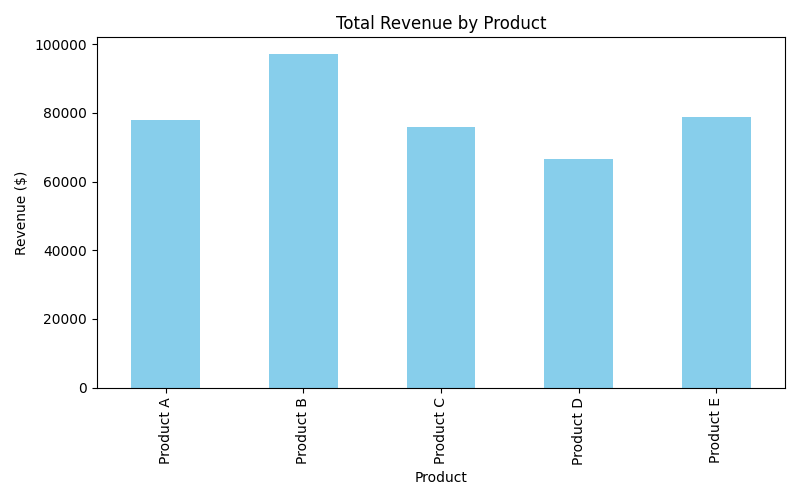 Total Revenue by Product
Revenue ($)
100000
80000
60000
40000
20000
0
Product A
Product B
Product C
Product D
Product E
Product